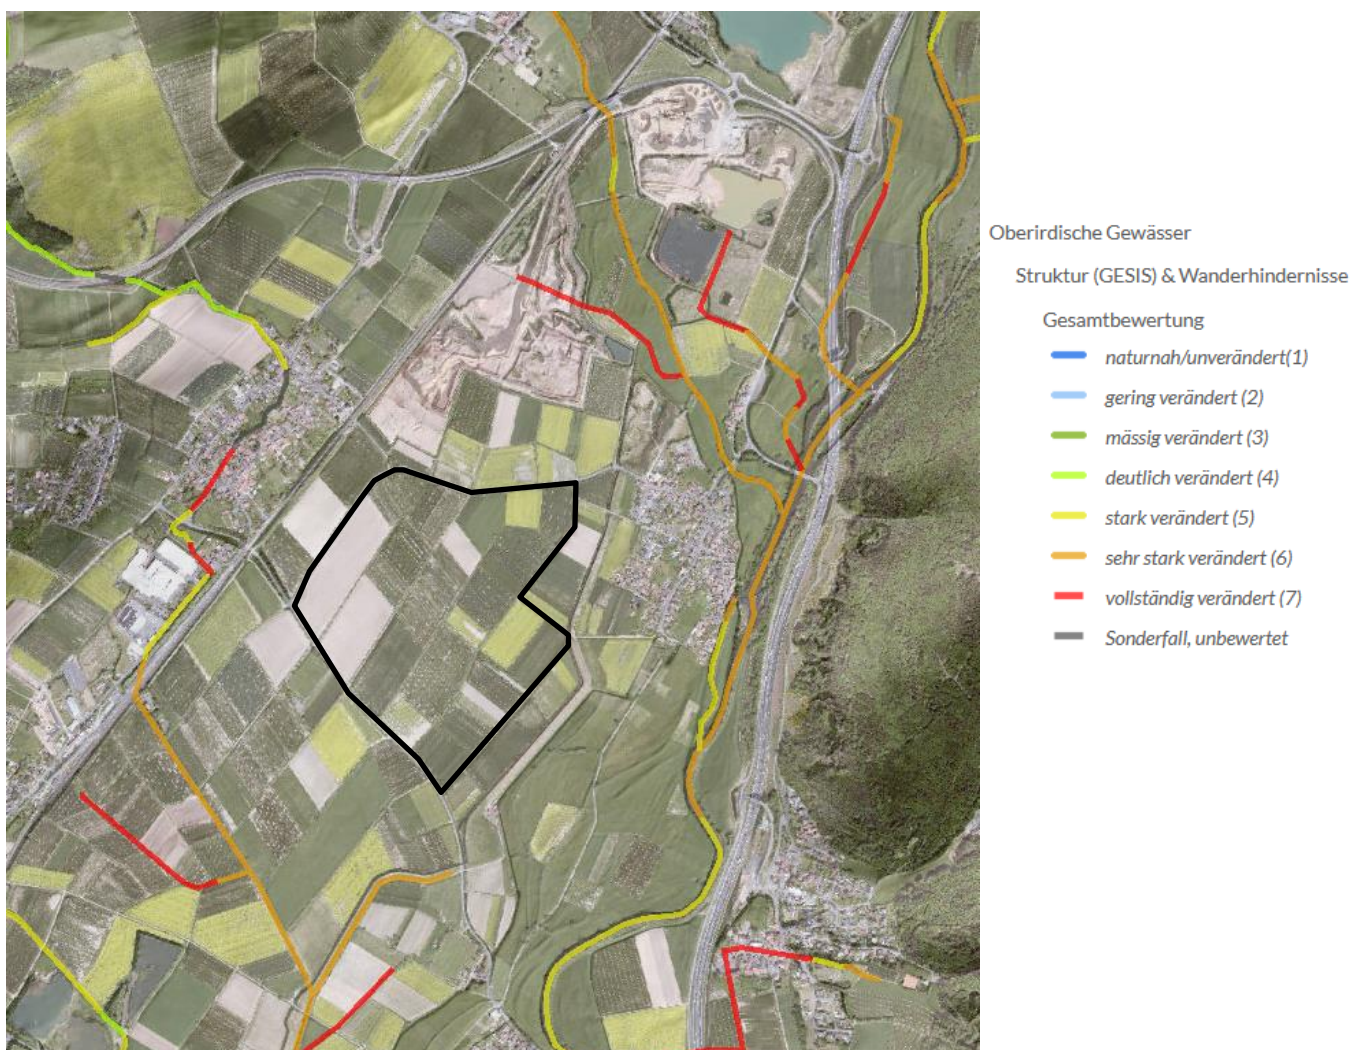 Oberirdische Gewässer
Struktur (GESIS) & Wanderhindernisse
Gesamtbewertung
naturnah/unverändert(1)
gering verändert (2)
mässig verändert (3)
deutlich verändert (4)
stark verändert (5)
sehr stark verändert (6)
vollständig verändert (7)
Sonderfall, unbewertet